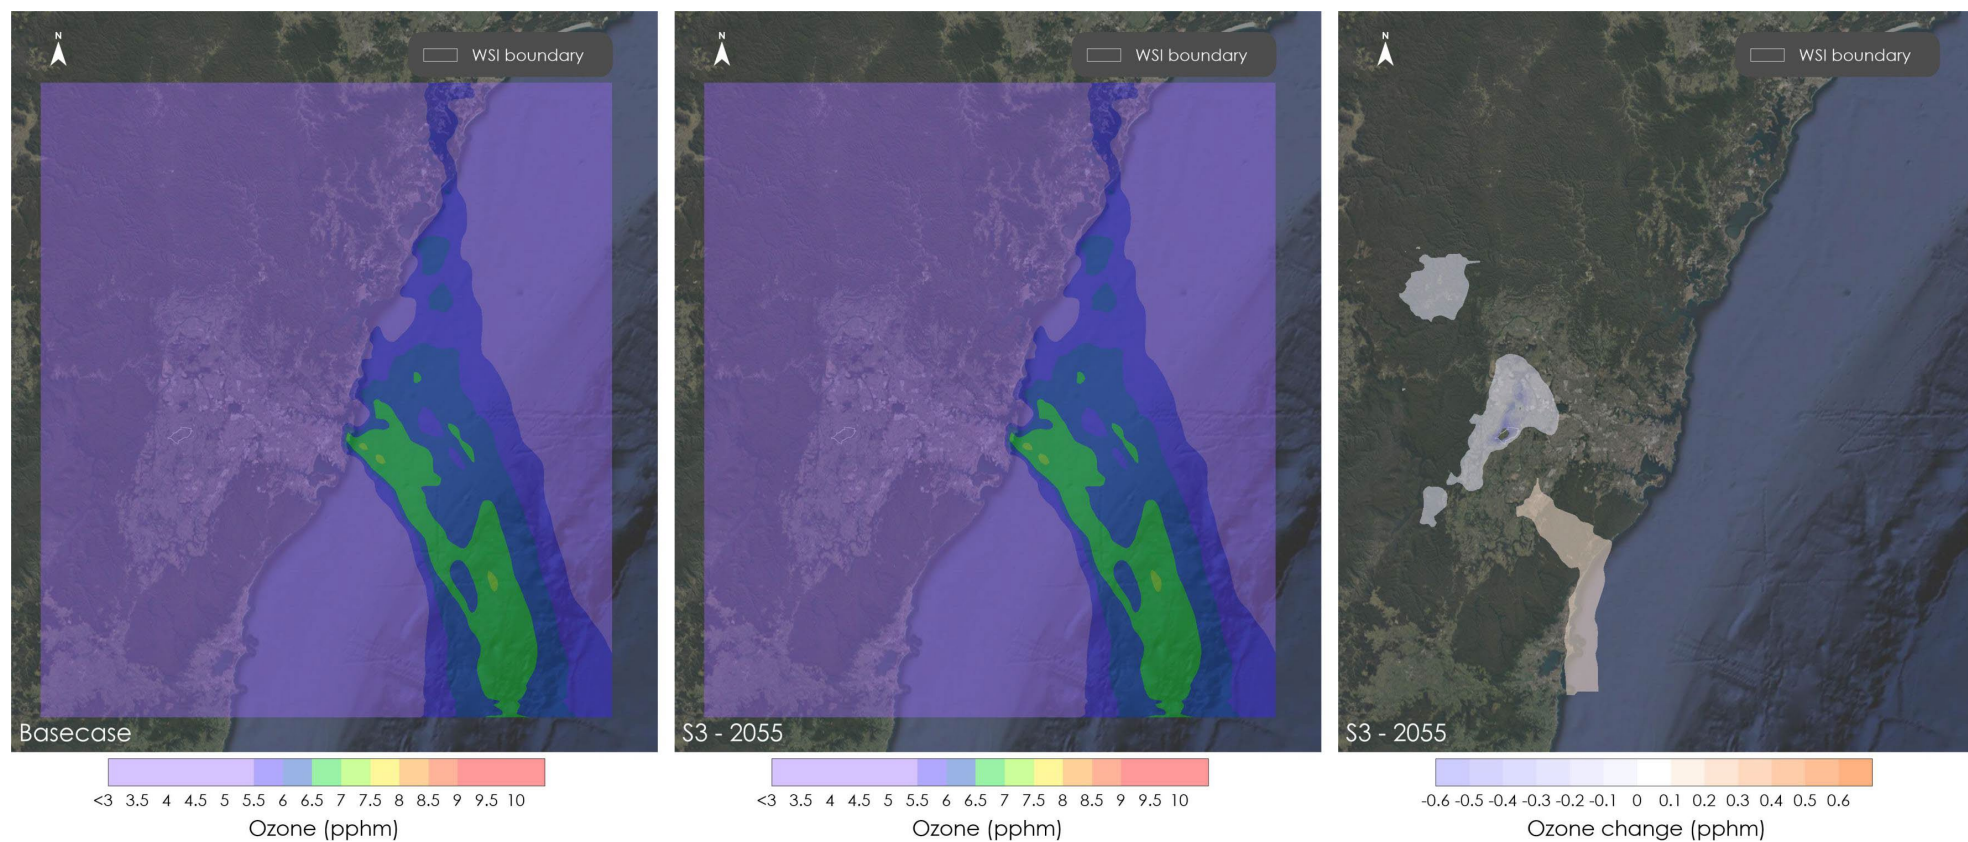 N
WSI boundary
N
WSI boundary
N
WSI boundary
Basecase
S3 - 2055
S3 - 2055
<3 3.5 4 4.5 5 5.5 6 6.5 7 7.5 8 8.5 9 9.5 10
Ozone (pphm)
<3 3.5 4 4.5 5 5.5 6 6.5 7 7.5 8 8.5 9 9.5 10
Ozone (pphm)
-0.6 -0.5 -0.4 -0.3 -0.2 -0.1 0 0.1 0.2 0.3 0.4 0.5 0.6
Ozone change (pphm)